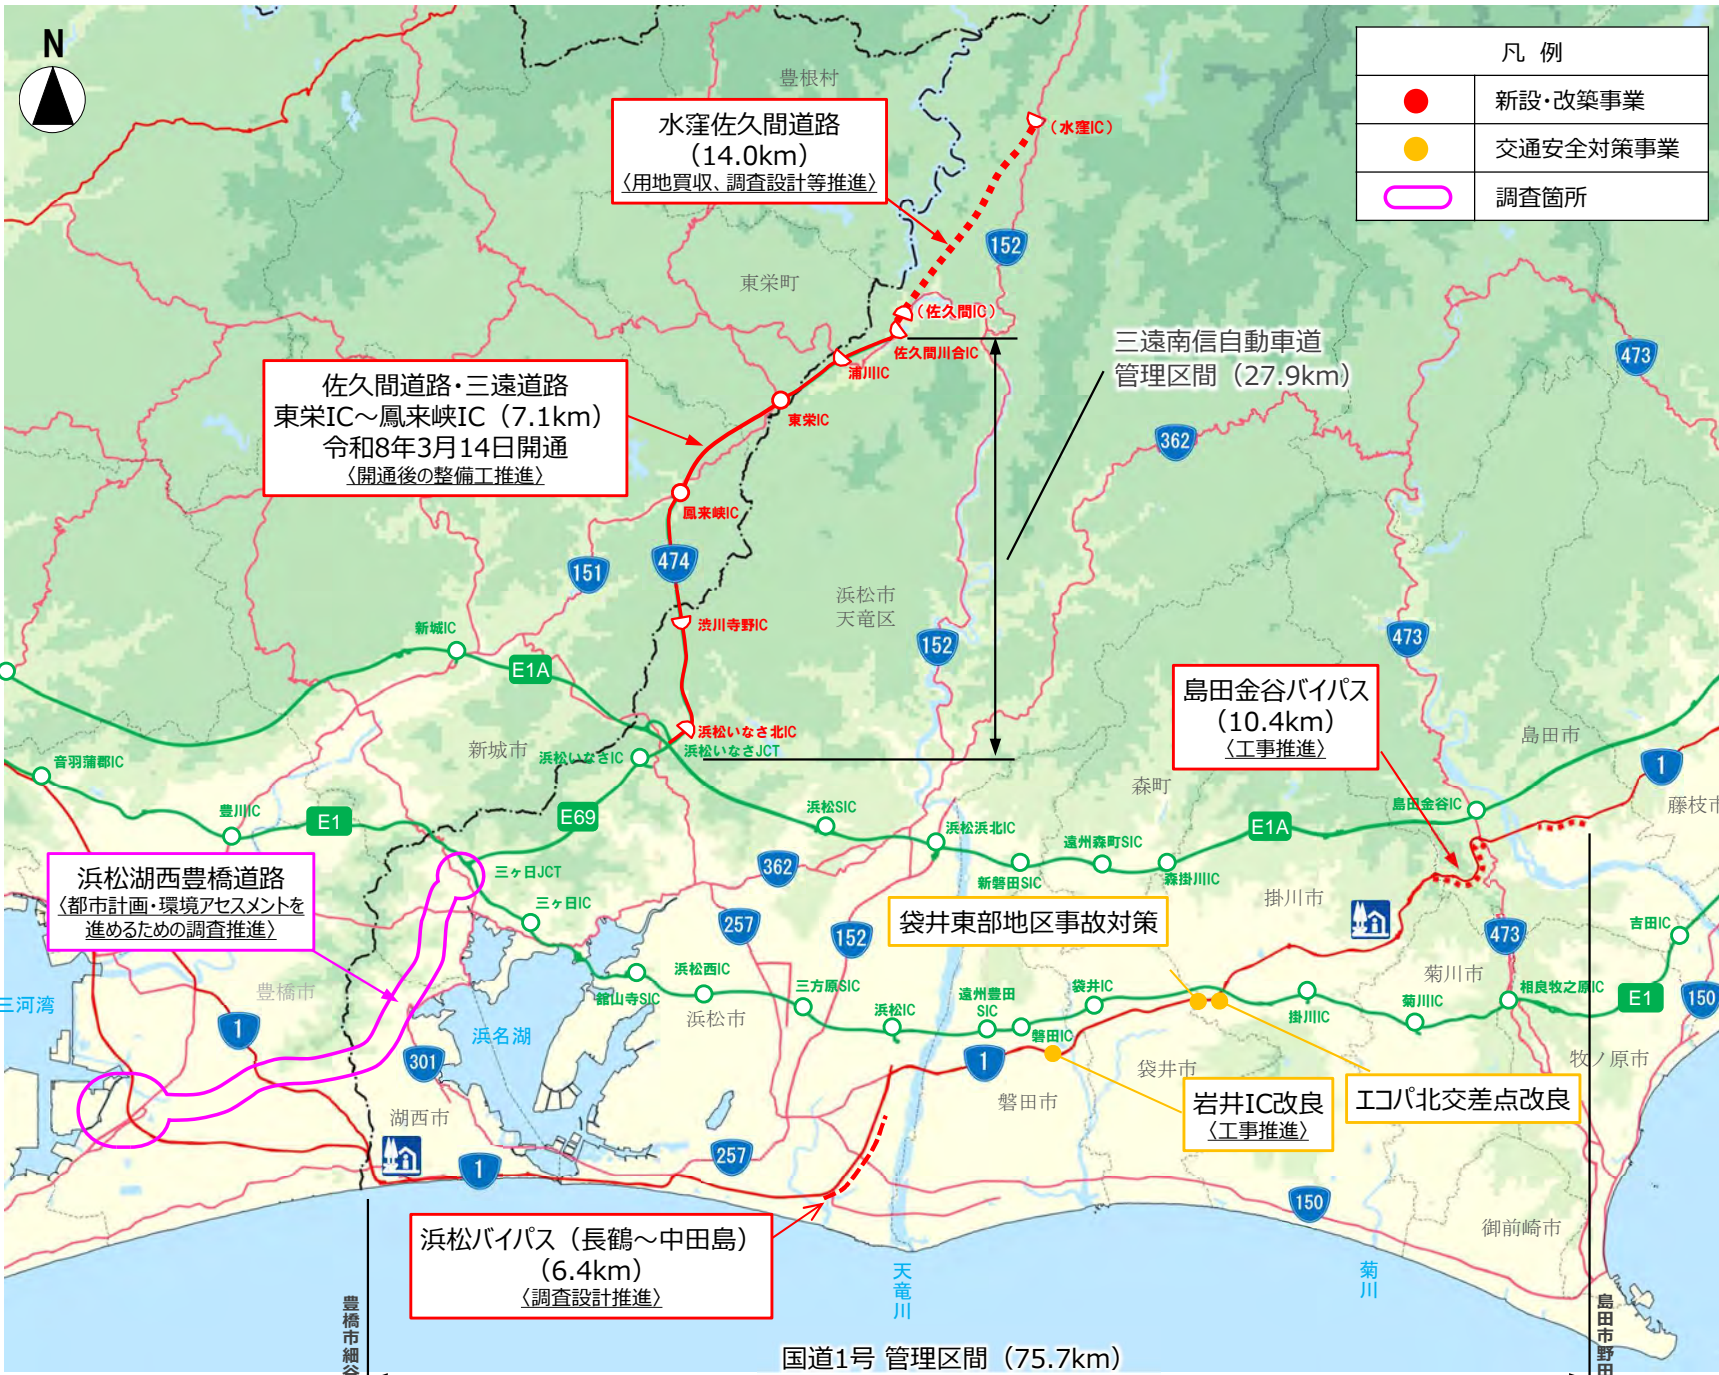 N
凡 例
新設・改築事業
交通安全対策事業
調査箇所
豊根村
水窪佐久間道路
（14.0km）
〈用地買収、調査設計等推進〉
（水窪IC）
152
東栄町
（佐久間IC）
佐久間川合IC
浦川IC
三遠南信自動車道
管理区間（27.9km）
473
佐久間道路・三遠道路
東栄IC～鳳来峡IC（7.1km）
令和8年3月14日開通
〈開通後の整備工推進〉
東栄IC
362
鳳来峡IC
474
151
浜松市
天竜区
渋川寺野IC
新城IC
E1A
152
473
島田金谷バイパス
（10.4km）
〈工事推進〉
浜松いなさ北IC
浜松いなさJCT
浜松いなさIC
新城市
島田市
1
音羽蒲郡IC
森町
藤枝市
豊川IC
E1
E69
浜松SIC
浜松浜北IC
遠州森町SIC
E1A
島田金谷IC
新磐田SIC
森掛川IC
三ヶ日JCT
362
浜松湖西豊橋道路
〈都市計画・環境アセスメントを
進めるための調査推進〉
三ヶ日IC
257
152
袋井東部地区事故対策
掛川市
473
吉田IC
菊川市
浜松西IC
舘山寺SIC
三方原SIC
浜松市
浜松IC
遠州豊田
SIC
磐田IC
袋井IC
掛川IC
菊川IC
相良牧之原IC
E1
150
三河湾
豊橋市
1
浜名湖
301
1
袋井市
牧ノ原市
磐田市
岩井IC改良
〈工事推進〉
エコパ北交差点改良
湖西市
1
257
150
御前崎市
浜松バイパス（長鶴～中田島）
（6.4km）
〈調査設計推進〉
天竜川
菊川
豊橋市細谷
島田市野田
国道1号 管理区間（75.7km）